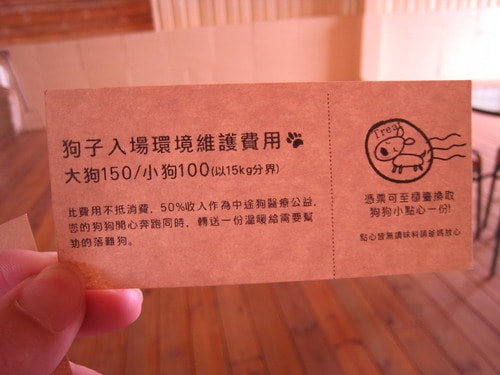 狗子入場環境維護費用
大狗150/小狗100(以15kg分界)
此費用不抵消費，50%收入作為中途狗醫療公益，
您的狗狗開心奔跑同時，轉送一份溫暖給需要幫
助的落難狗。
Treat
憑票可至櫃臺換取
狗狗小點心一份!
點心皆無調味料請爸媽放心